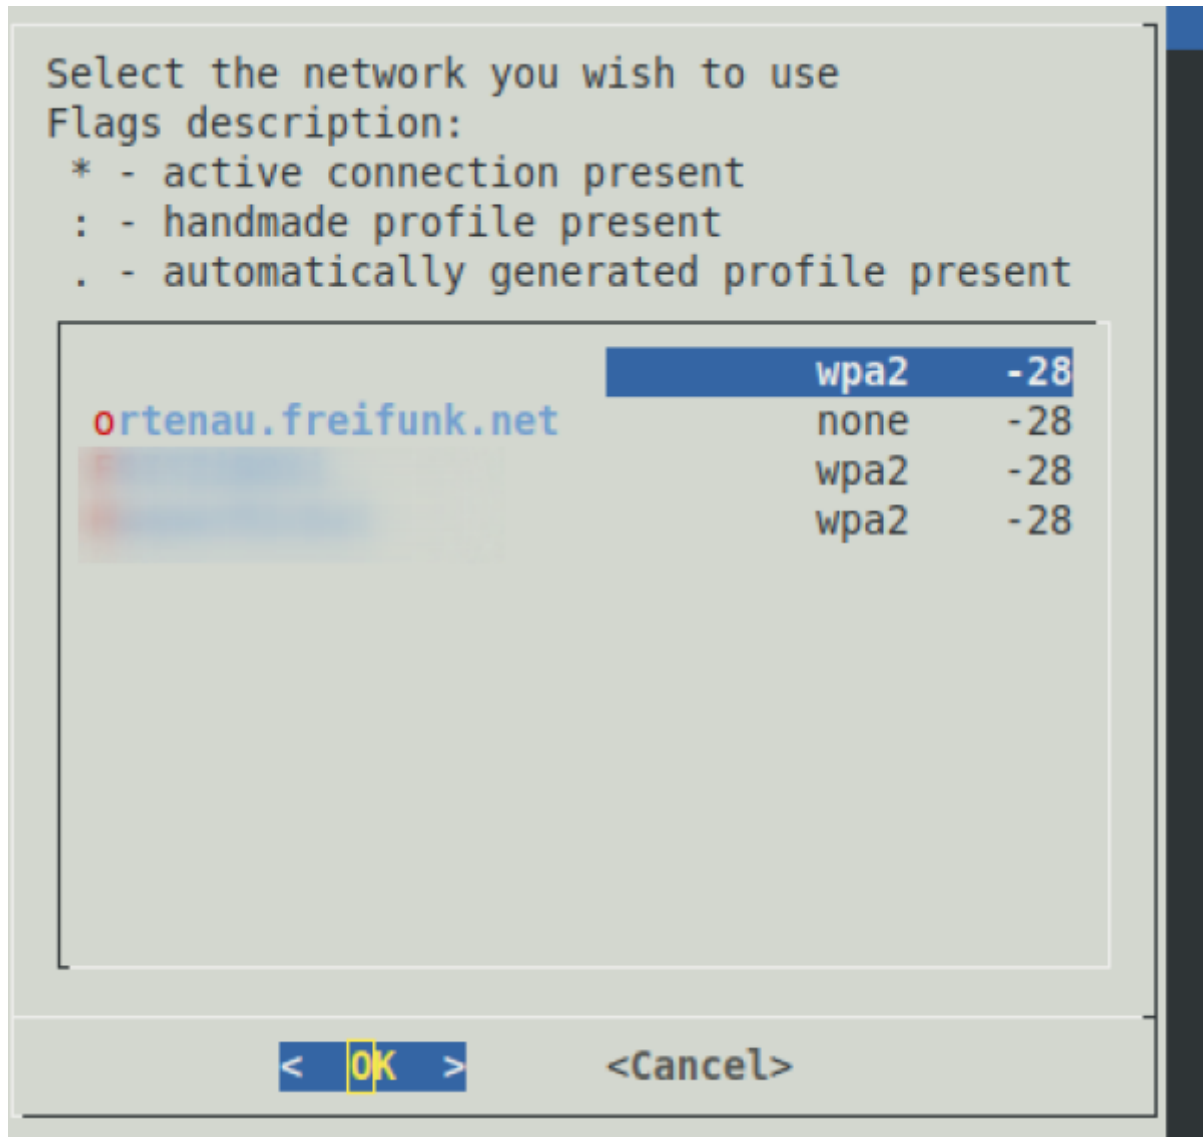 Select the network you wish to use
Flags description:
* - active connection present
: - handmade profile present
. - automatically generated profile present
wpa2 -28
ortenau.freifunk.net none -28
wpa2 -28
wpa2 -28
< OK > <Cancel>